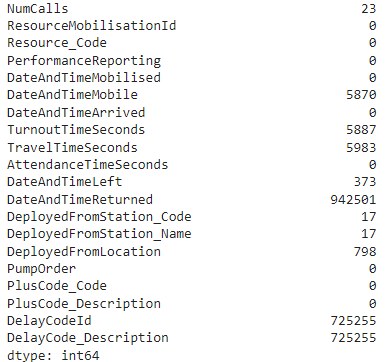 NumCalls 23
ResourceMobilisationId 0
Resource_Code 0
PerformanceReporting 0
DateAndTimeMobilised 0
DateAndTimeMobile 5870
DateAndTimeArrived 0
TurnoutTimeSeconds 5887
TravelTimeSeconds 5983
AttendanceTimeSeconds 0
DateAndTimeLeft 373
DateAndTimeReturned 942501
DeployedFromStation_Code 17
DeployedFromStation_Name 17
DeployedFromLocation 798
PumpOrder 0
PlusCode_Code 0
PlusCode_Description 0
DelayCodeId 725255
DelayCode_Description 725255
dtype: int64